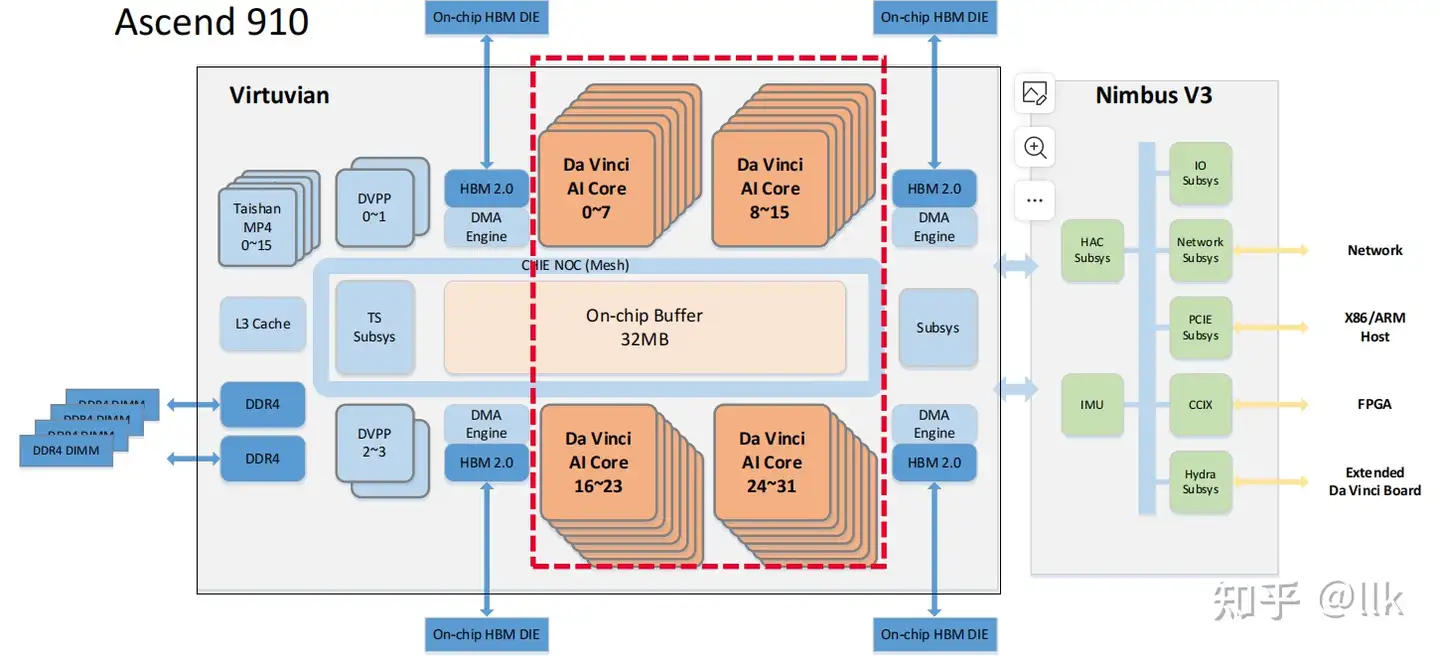 Ascend 910
On-chip HBM DIE
On-chip HBM DIE
Virtuvian
Nimbus V3
Taishan
MP4
0~15
DVPP
0~1
HBM 2.0
DMA
Engine
Da Vinci
AI Core
0~7
Da Vinci
AI Core
8~15
HBM 2.0
DMA
Engine
CHIE NOC (Mesh)
L3 Cache
TS
Subsys
On-chip Buffer
32MB
Subsys
DDR4
DDR4
DDR4 DIMM
DDR4 DIMM
DDR4 DIMM
DDR4 DIMM
DVPP
2~3
DMA
Engine
HBM 2.0
Da Vinci
AI Core
16~23
Da Vinci
AI Core
24~31
DMA
Engine
HBM 2.0
On-chip HBM DIE
On-chip HBM DIE
HAC
Subsys
IMU
IO
Subsys
Network
Subsys
Network
PCIE
Subsys
X86/ARM
Host
CCIX
FPGA
Hydra
Subsys
Extended
Da Vinci Board
知乎 @llk